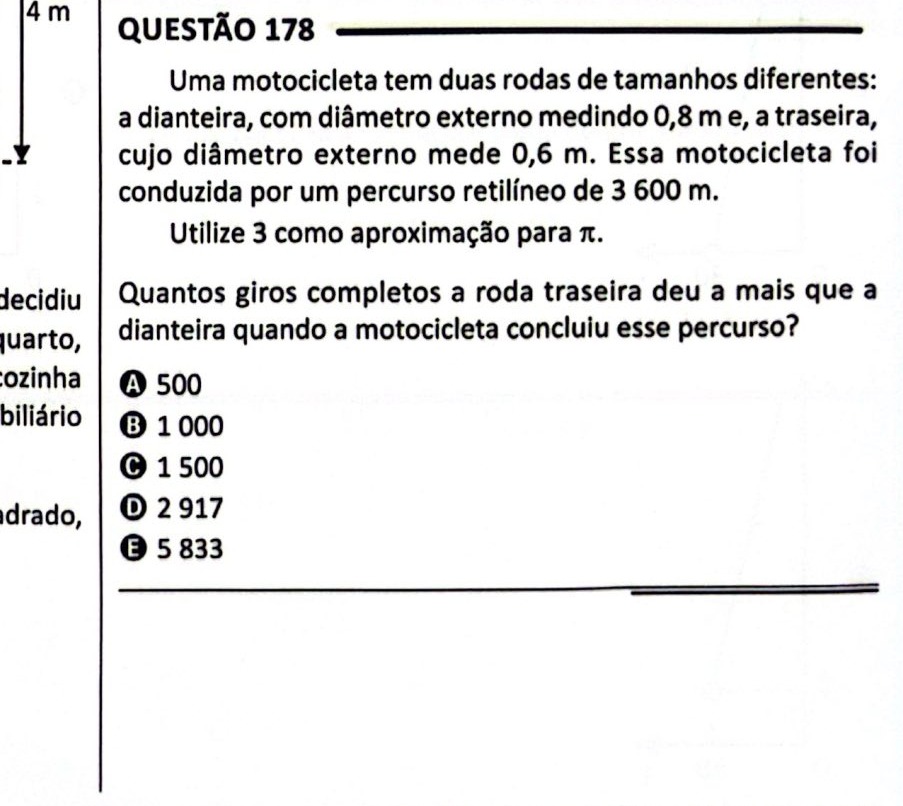 4 m
decidiu
quarto,
cozinha
biliário
adrado,
QUESTÃO 178
Uma motocicleta tem duas rodas de tamanhos diferentes:
a dianteira, com diâmetro externo medindo 0,8 m e, a traseira,
cujo diâmetro externo mede 0,6 m. Essa motocicleta foi
conduzida por um percurso retilíneo de 3 600 m.
Utilize 3 como aproximação para π.
Quantos giros completos a roda traseira deu a mais que a
dianteira quando a motocicleta concluiu esse percurso?
A 500
B 1 000
C 1 500
D 2 917
E 5 833